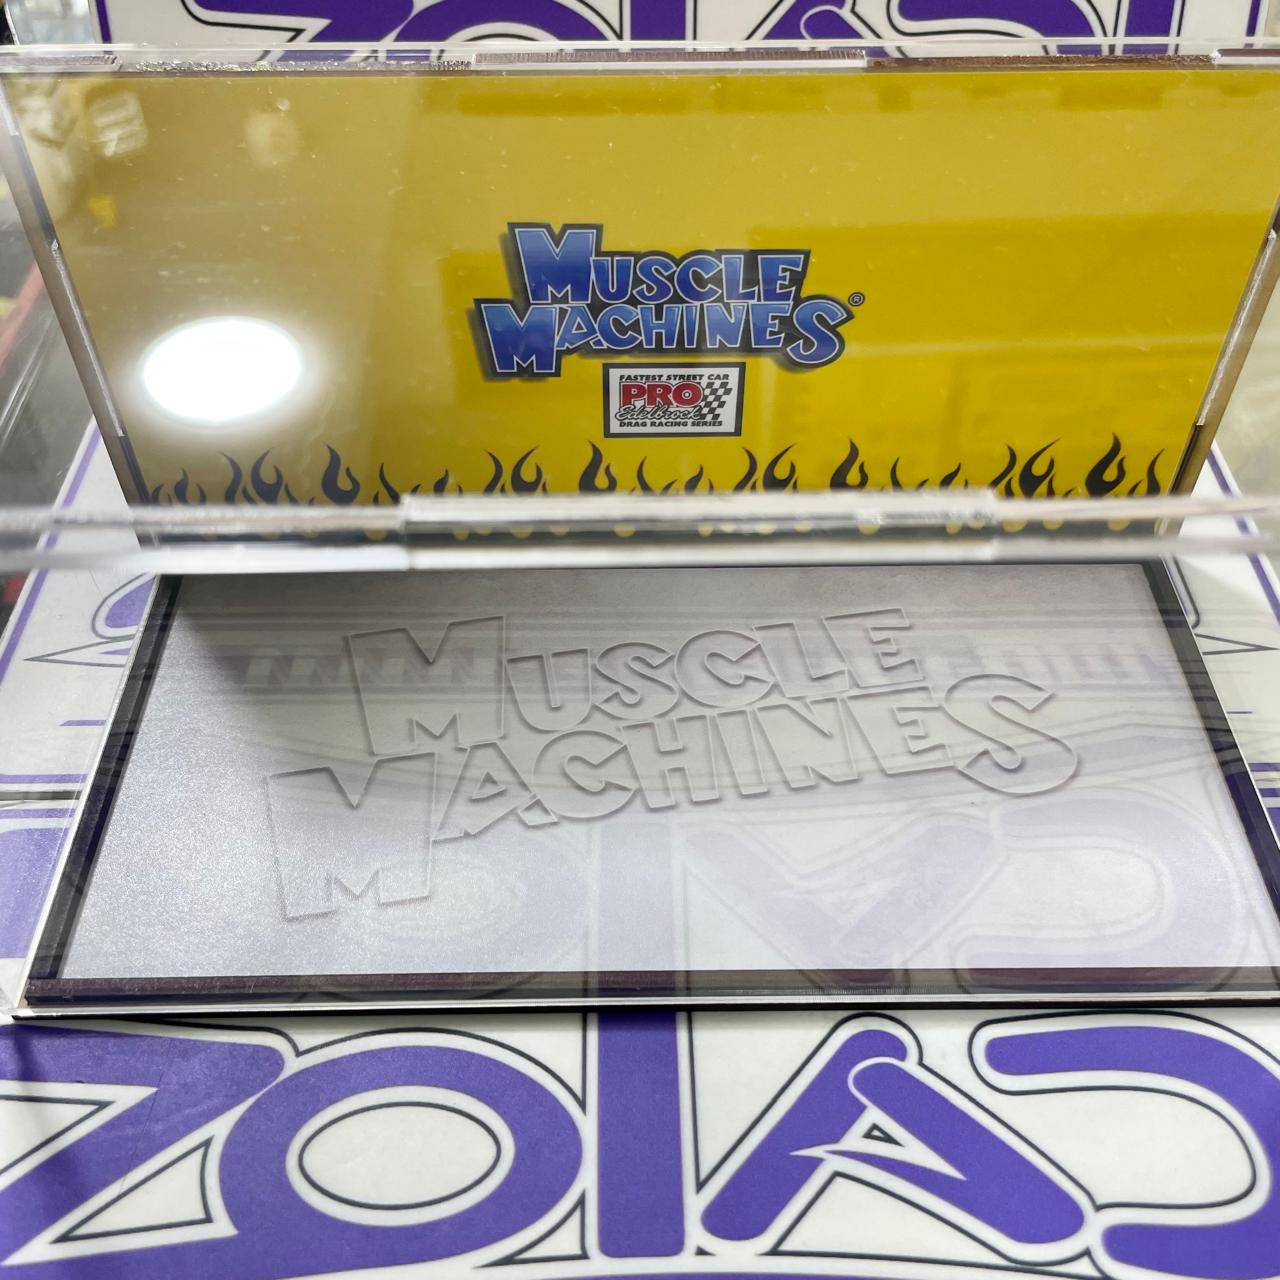 MUSCLE
MACHINES®
FASTEST STREET CAR
PRO
Edelbrock
DRAG RACING SERIES
MUSCLE
MACHINES